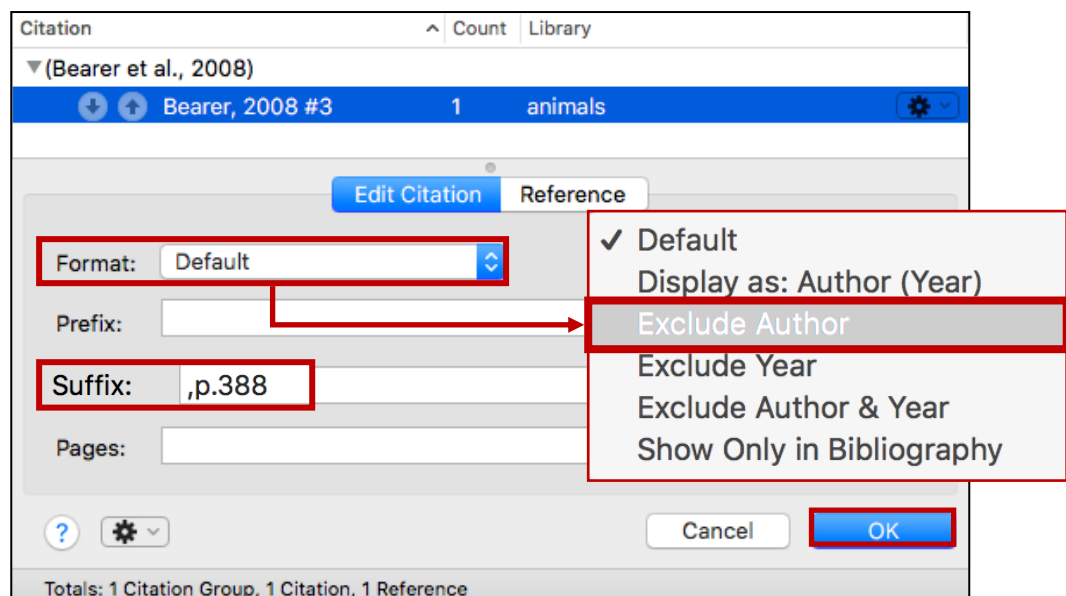 Citation Count Library
(Bearer et al., 2008)
Bearer, 2008 #3 1 animals
Edit Citation Reference
Format: Default
Prefix:
Suffix: ,p.388
Pages:
✓ Default
Display as: Author (Year)
Exclude Author
Exclude Year
Exclude Author & Year
Show Only in Bibliography
? Cancel OK
Totals: 1 Citation Group, 1 Citation, 1 Reference